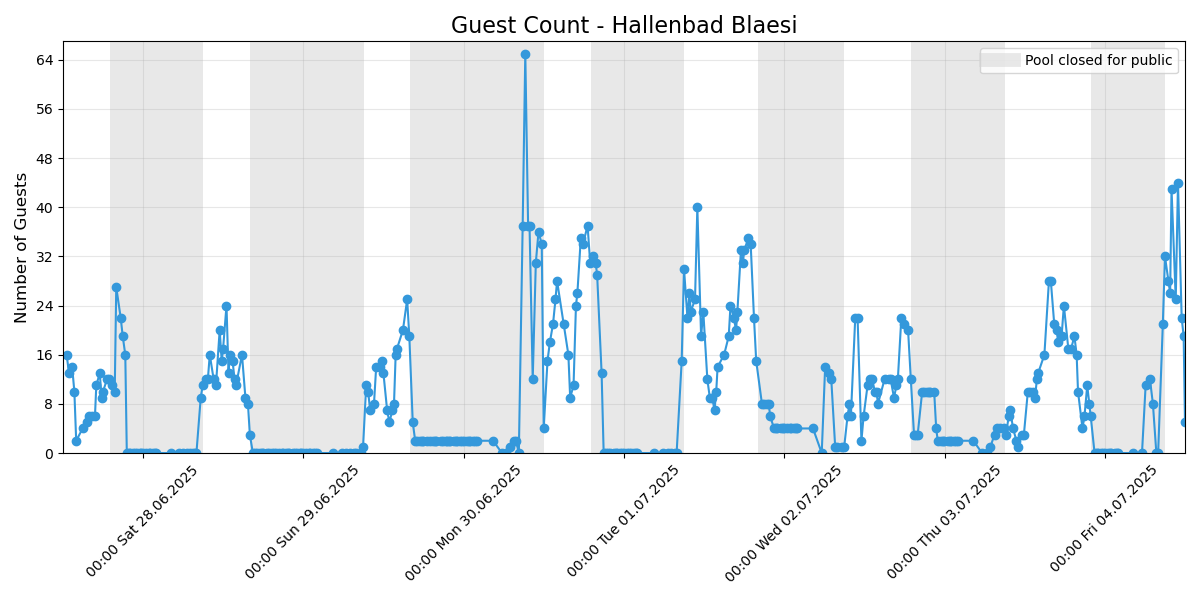 Guest Count - Hallenbad Blaesi
Pool closed for public
Number of Guests
64
56
48
40
32
24
16
8
0
00:00 Sat 28.06.2025
00:00 Sun 29.06.2025
00:00 Mon 30.06.2025
00:00 Tue 01.07.2025
00:00 Wed 02.07.2025
00:00 Thu 03.07.2025
00:00 Fri 04.07.2025